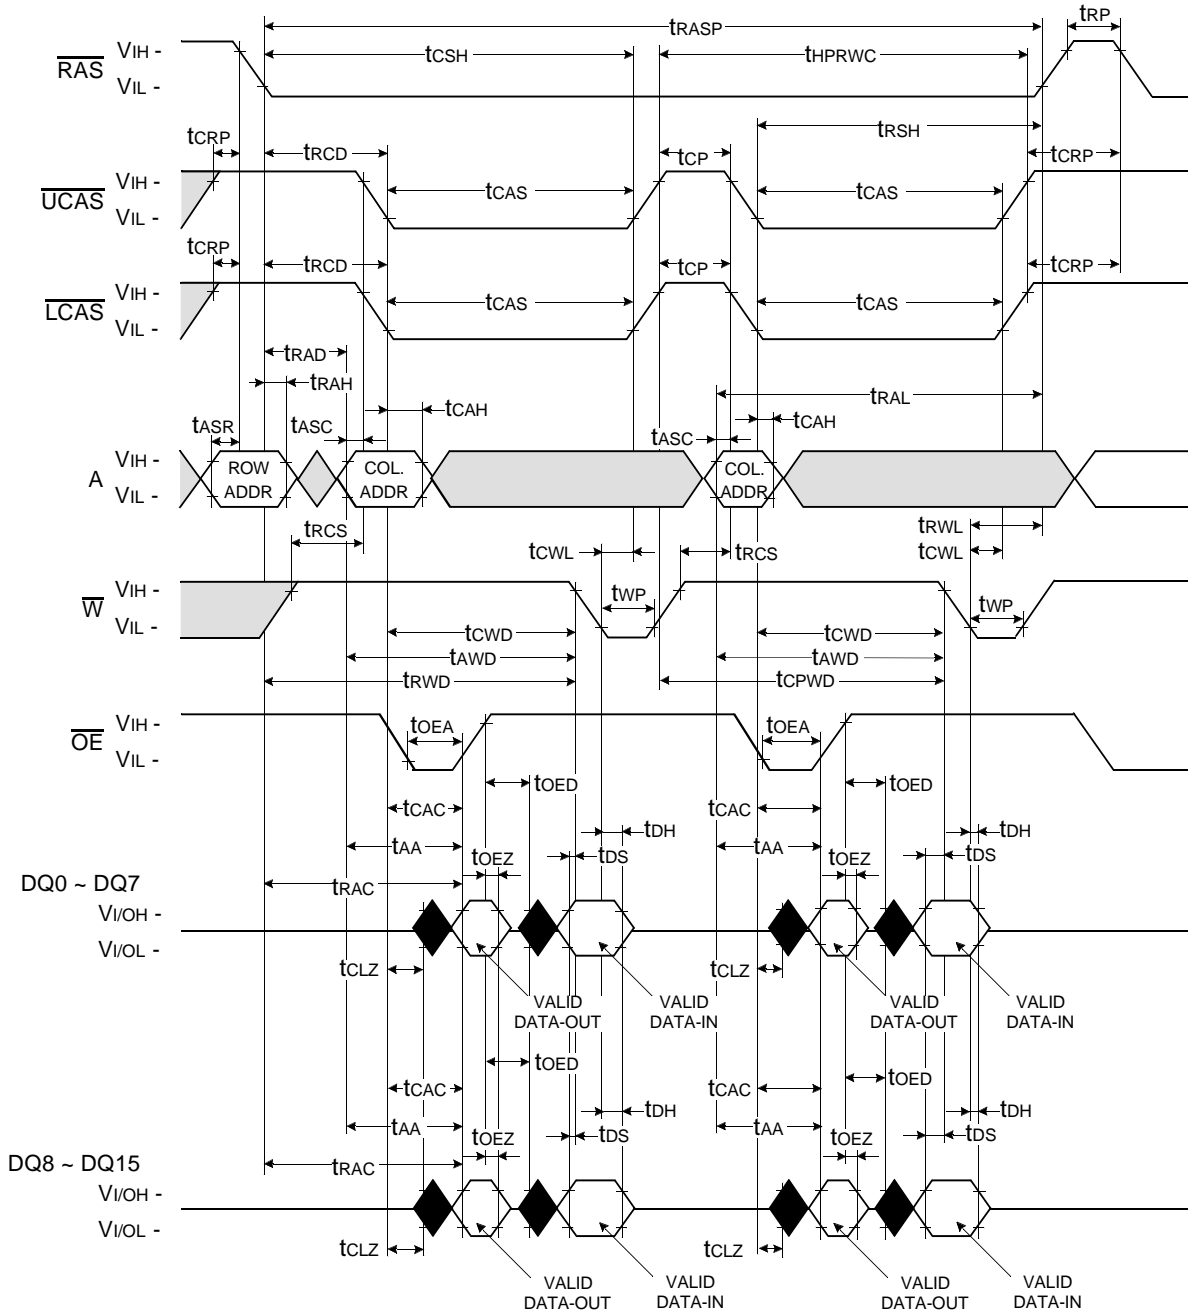 tRASP tRP
tCSH tHPRWC
RAS VIH -
VIL -
tRSH
tCRP tRCD tCP tCRP
UCAS VIH -
VIL -
tCAS tCAS
tCRP tRCD tCP tCRP
LCAS VIH -
VIL -
tCAS tCAS
tRAD
tRAH tRAL
tASR tASC tCAH tASC tCAH
A VIH -
VIL -
ROW
ADDR
COL.
ADDR
COL.
ADDR
tRCS tCWL tRCS tRWL
tCWL
W VIH -
VIL -
tWP tWP
tCWD tCWD
tAWD tAWD
tRWD tCPWD
OE VIH -
VIL -
tOEA tOEA
tOED tOED
tCAC tCAC
tDH tDH
tAA tOEZ tDS tAA tOEZ tDS
DQ0 ~ DQ7
tRAC
VI/OH -
VI/OL -
tCLZ tCLZ
VALID
DATA-OUT
VALID
DATA-IN
VALID
DATA-OUT
VALID
DATA-IN
tOED tOED
tCAC tCAC
tDH tDH
tAA tOEZ tDS tAA tOEZ tDS
DQ8 ~ DQ15
tRAC
VI/OH -
VI/OL -
tCLZ tCLZ
VALID
DATA-OUT
VALID
DATA-IN
VALID
DATA-OUT
VALID
DATA-IN